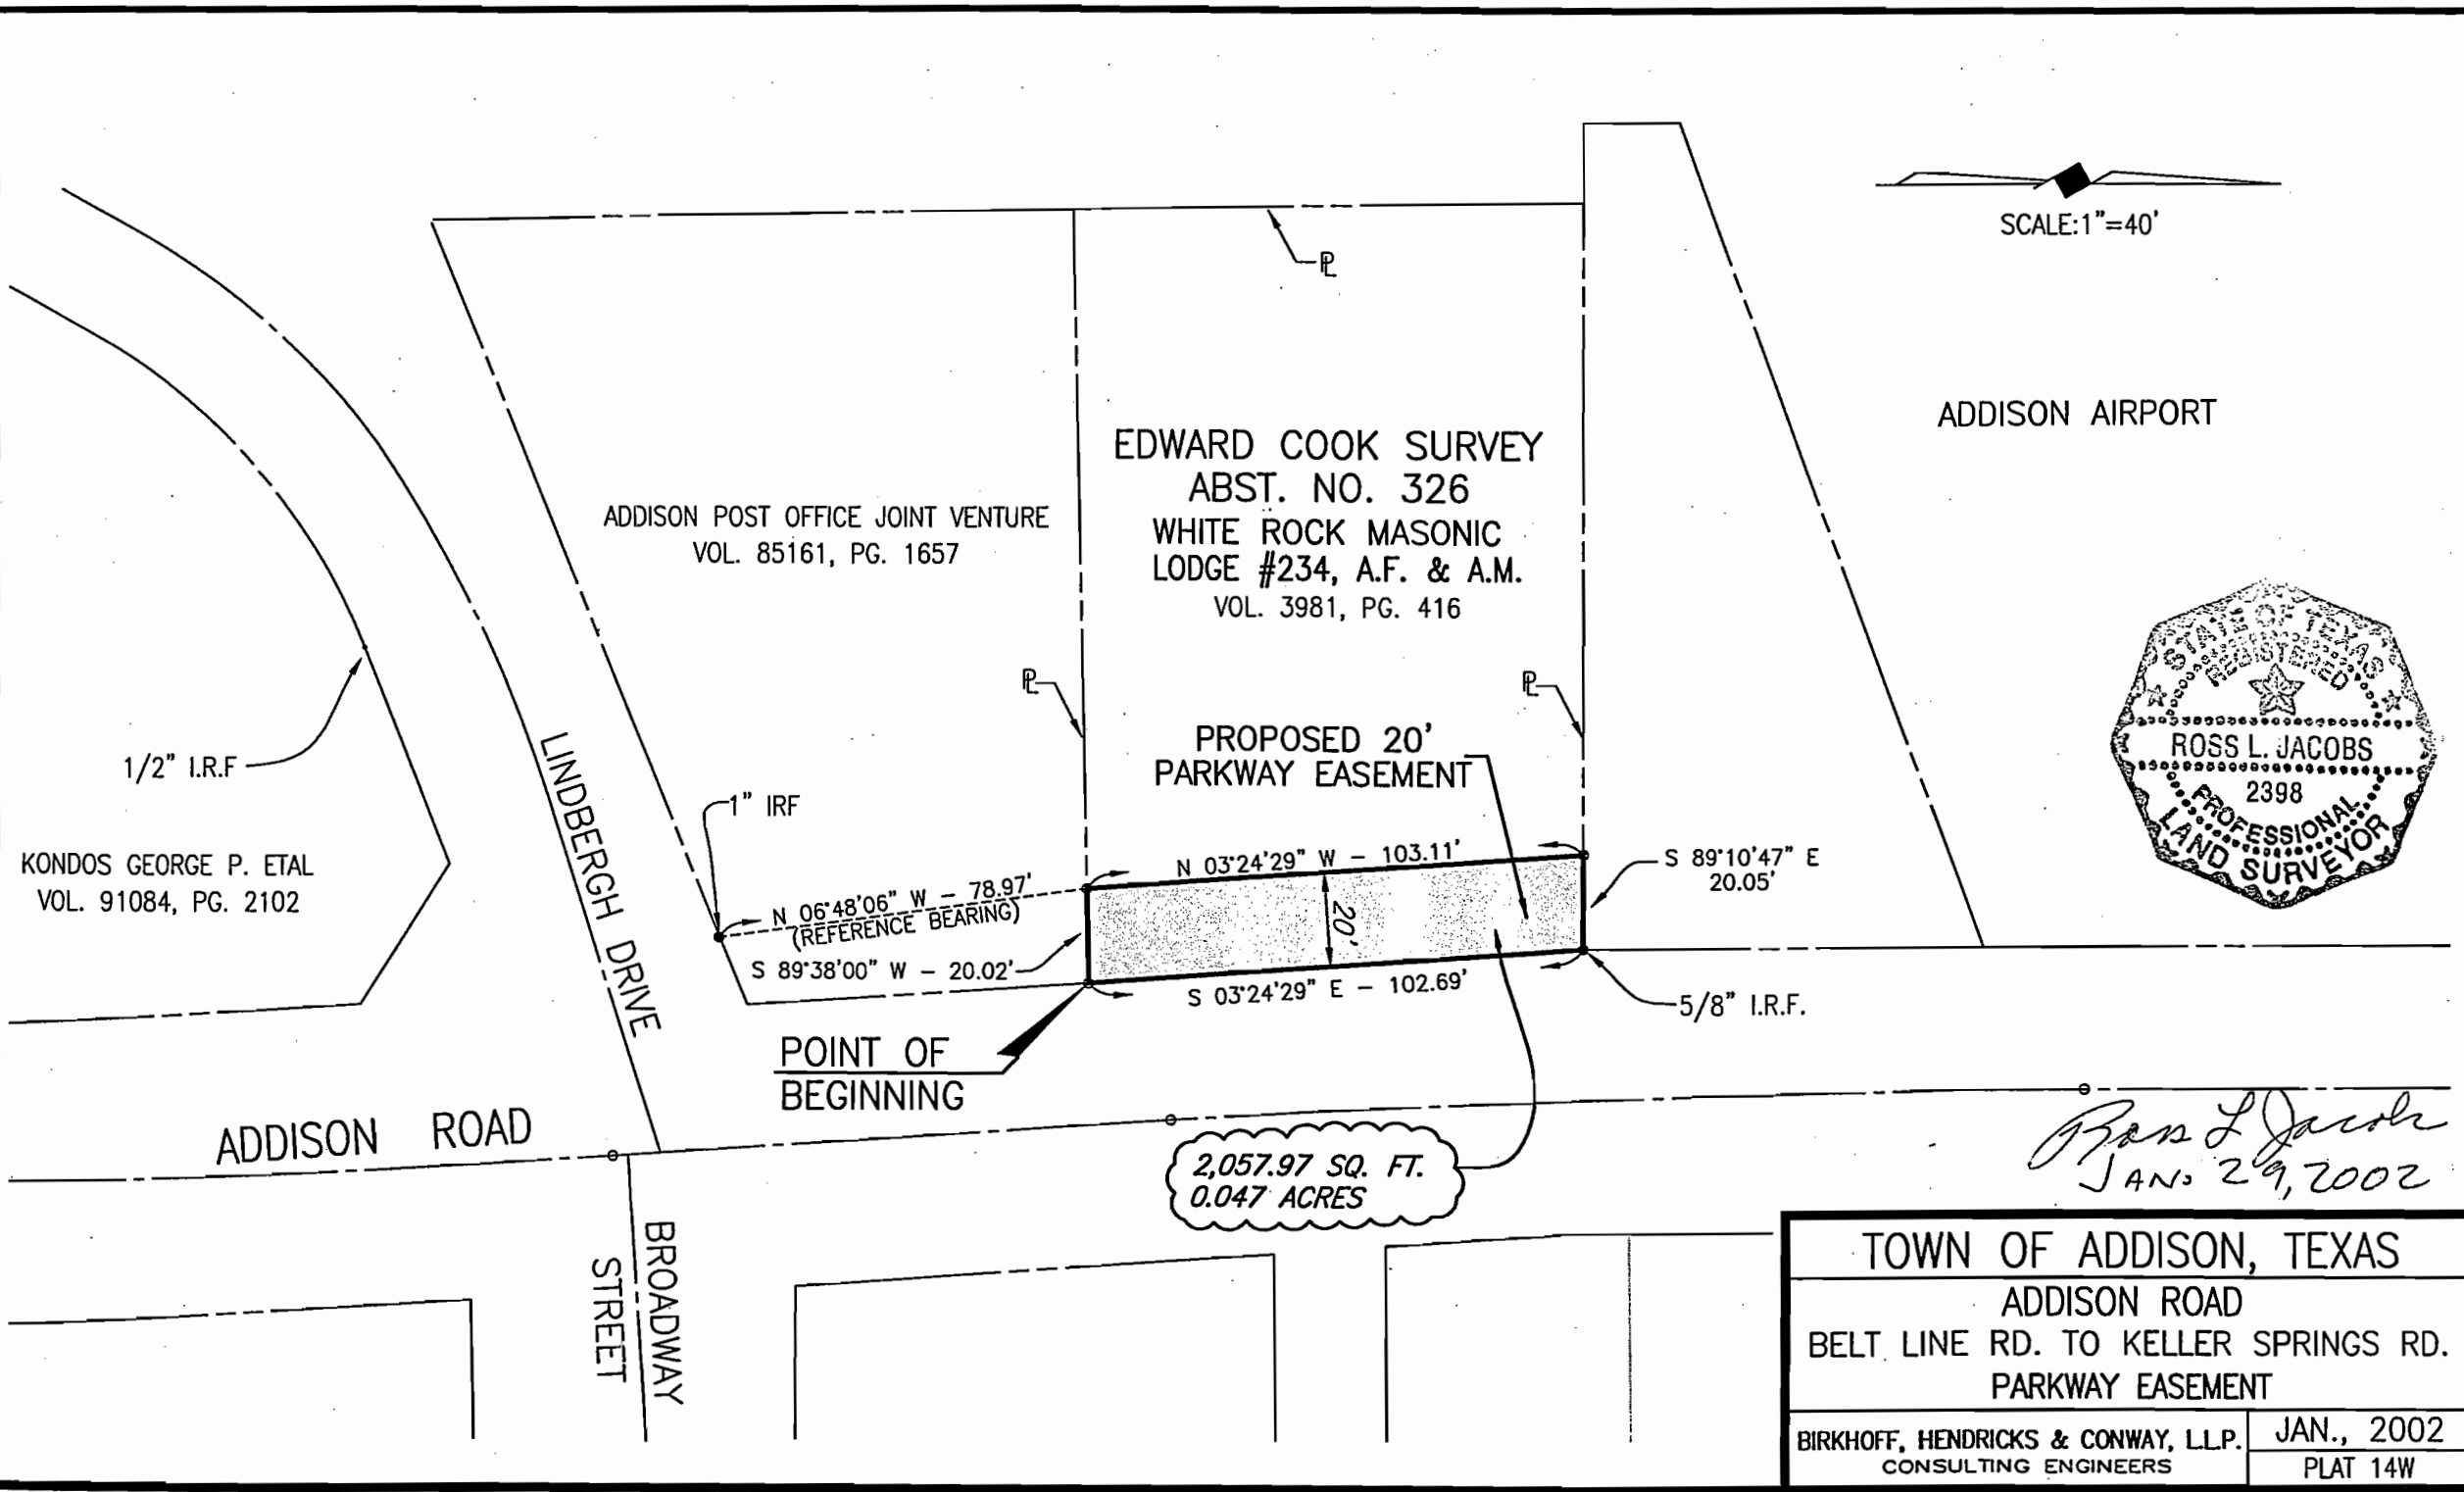 SCALE:1"=40'
ADDISON AIRPORT
EDWARD COOK SURVEY
ABST. NO. 326
WHITE ROCK MASONIC
LODGE #234, A.F. & A.M.
VOL. 3981, PG. 416
ADDISON POST OFFICE JOINT VENTURE
VOL. 85161, PG. 1657
PL
PL
PL
PROPOSED 20'
PARKWAY EASEMENT
1/2" I.R.F
1" IRF
LINDBERGH DRIVE
KONDOS GEORGE P. ETAL
VOL. 91084, PG. 2102
N 03°24'29" W - 103.11'
S 89°10'47" E
20.05'
N 06°48'06" W - 78.97'
(REFERENCE BEARING)
20'
S 89°38'00" W - 20.02'
S 03°24'29" E - 102.69'
5/8" I.R.F.
POINT OF
BEGINNING
ADDISON ROAD
2,057.97 SQ. FT.
0.047 ACRES
BROADWAY
STREET
STATE OF TEXAS
REGISTERED
ROSS L. JACOBS
2398
PROFESSIONAL
LAND SURVEYOR
Ross L Jacobs
JAN. 29, 2002
TOWN OF ADDISON, TEXAS
ADDISON ROAD
BELT LINE RD. TO KELLER SPRINGS RD.
PARKWAY EASEMENT
BIRKHOFF, HENDRICKS & CONWAY, L.L.P.
CONSULTING ENGINEERS
JAN., 2002
PLAT 14W